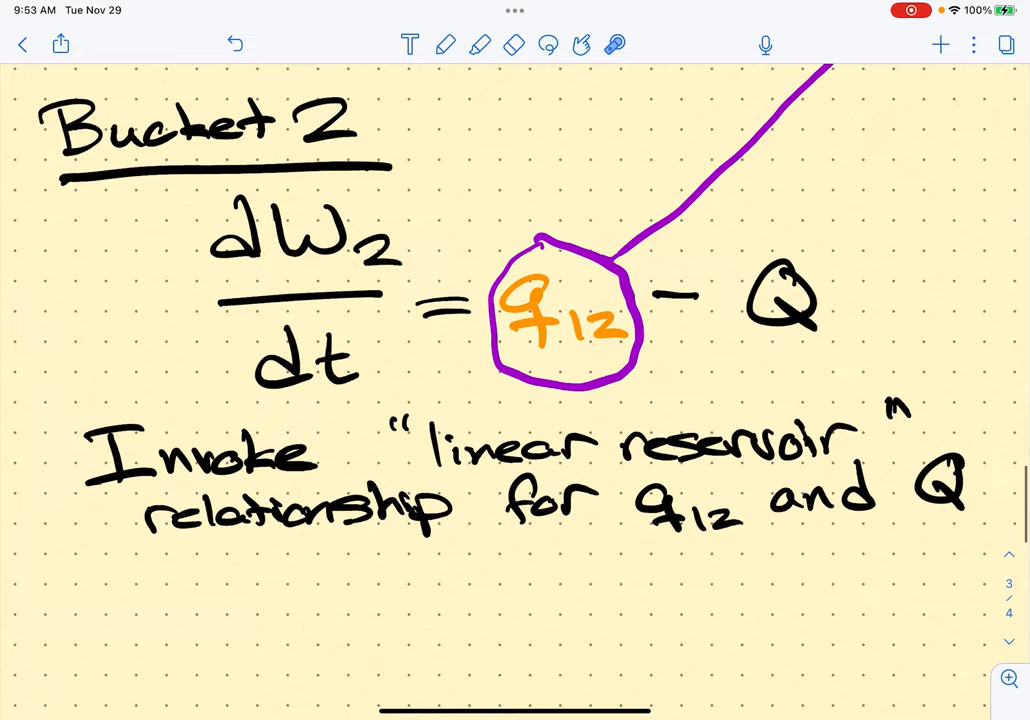 9:53 AM Tue Nov 29
100%
T
Bucket 2
dW₂
dt
= q₁₂ - Q
Invoke "linear reservoir"
relationship for q₁₂ and Q
3
/
4